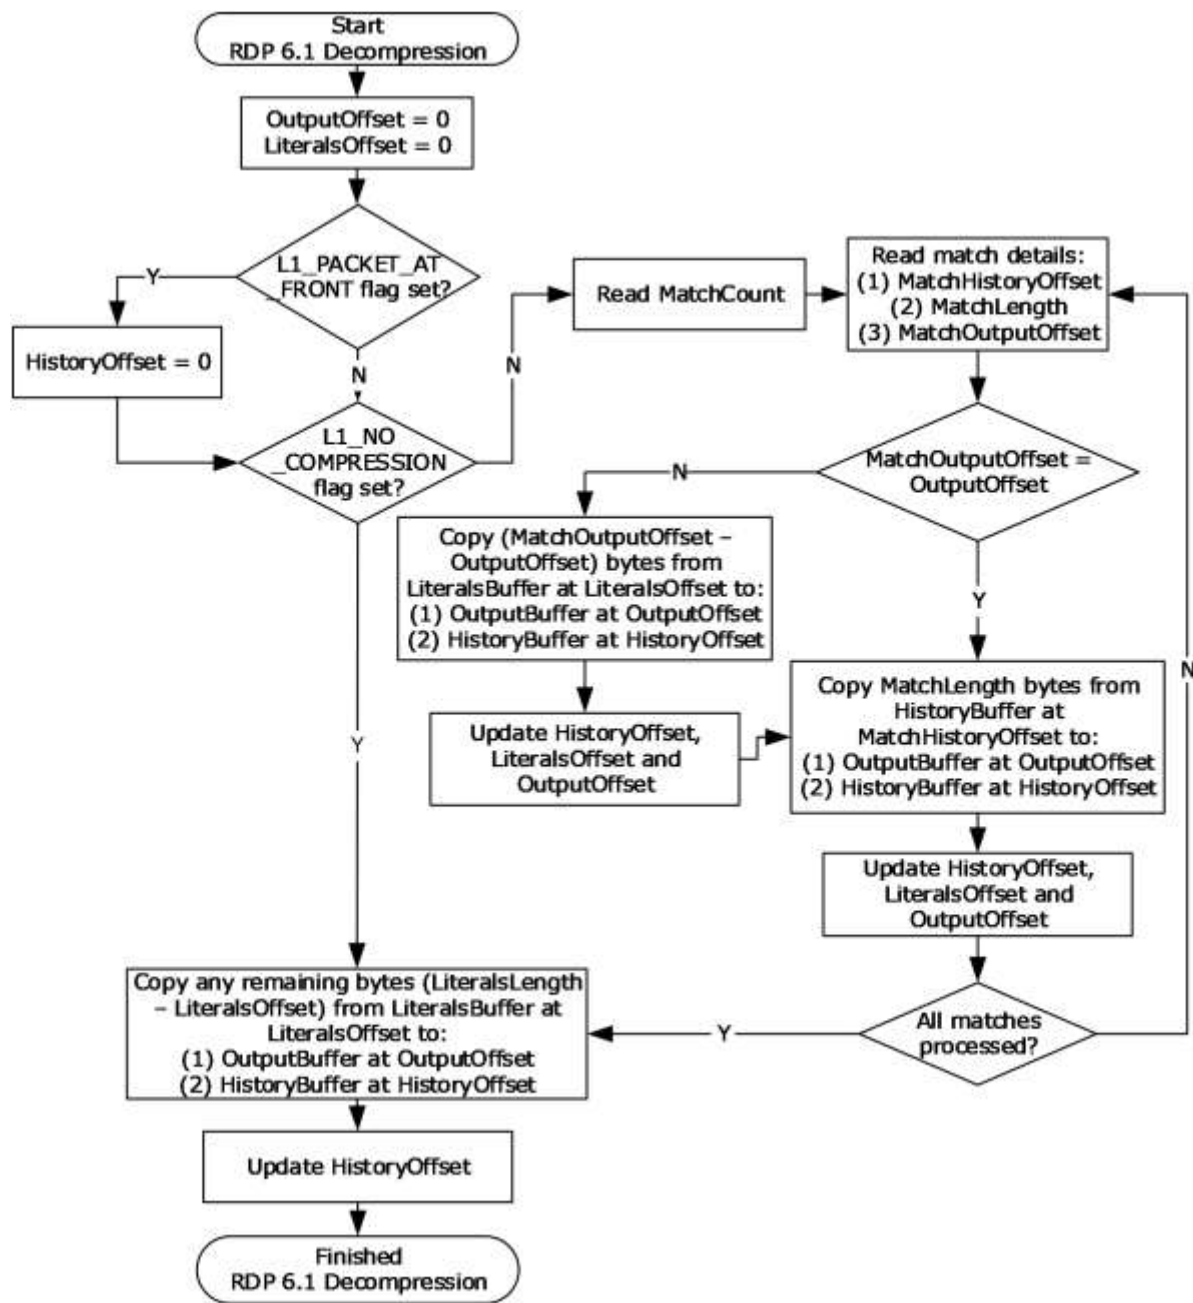 Start
RDP 6.1 Decompression
OutputOffset = 0
LiteralsOffset = 0
L1_PACKET_AT
_FRONT flag set?
Y
HistoryOffset = 0
N
L1_NO
_COMPRESSION
flag set?
N
Read MatchCount
Read match details:
(1) MatchHistoryOffset
(2) MatchLength
(3) MatchOutputOffset
MatchOutputOffset =
OutputOffset
N
Copy (MatchOutputOffset –
OutputOffset) bytes from
LiteralsBuffer at LiteralsOffset to:
(1) OutputBuffer at OutputOffset
(2) HistoryBuffer at HistoryOffset
Y
Update HistoryOffset,
LiteralsOffset and
OutputOffset
Copy MatchLength bytes from
HistoryBuffer at
MatchHistoryOffset to:
(1) OutputBuffer at OutputOffset
(2) HistoryBuffer at HistoryOffset
N
Y
Update HistoryOffset,
LiteralsOffset and
OutputOffset
All matches
processed?
Y
Copy any remaining bytes (LiteralsLength
– LiteralsOffset) from LiteralsBuffer at
LiteralsOffset to:
(1) OutputBuffer at OutputOffset
(2) HistoryBuffer at HistoryOffset
Update HistoryOffset
Finished
RDP 6.1 Decompression